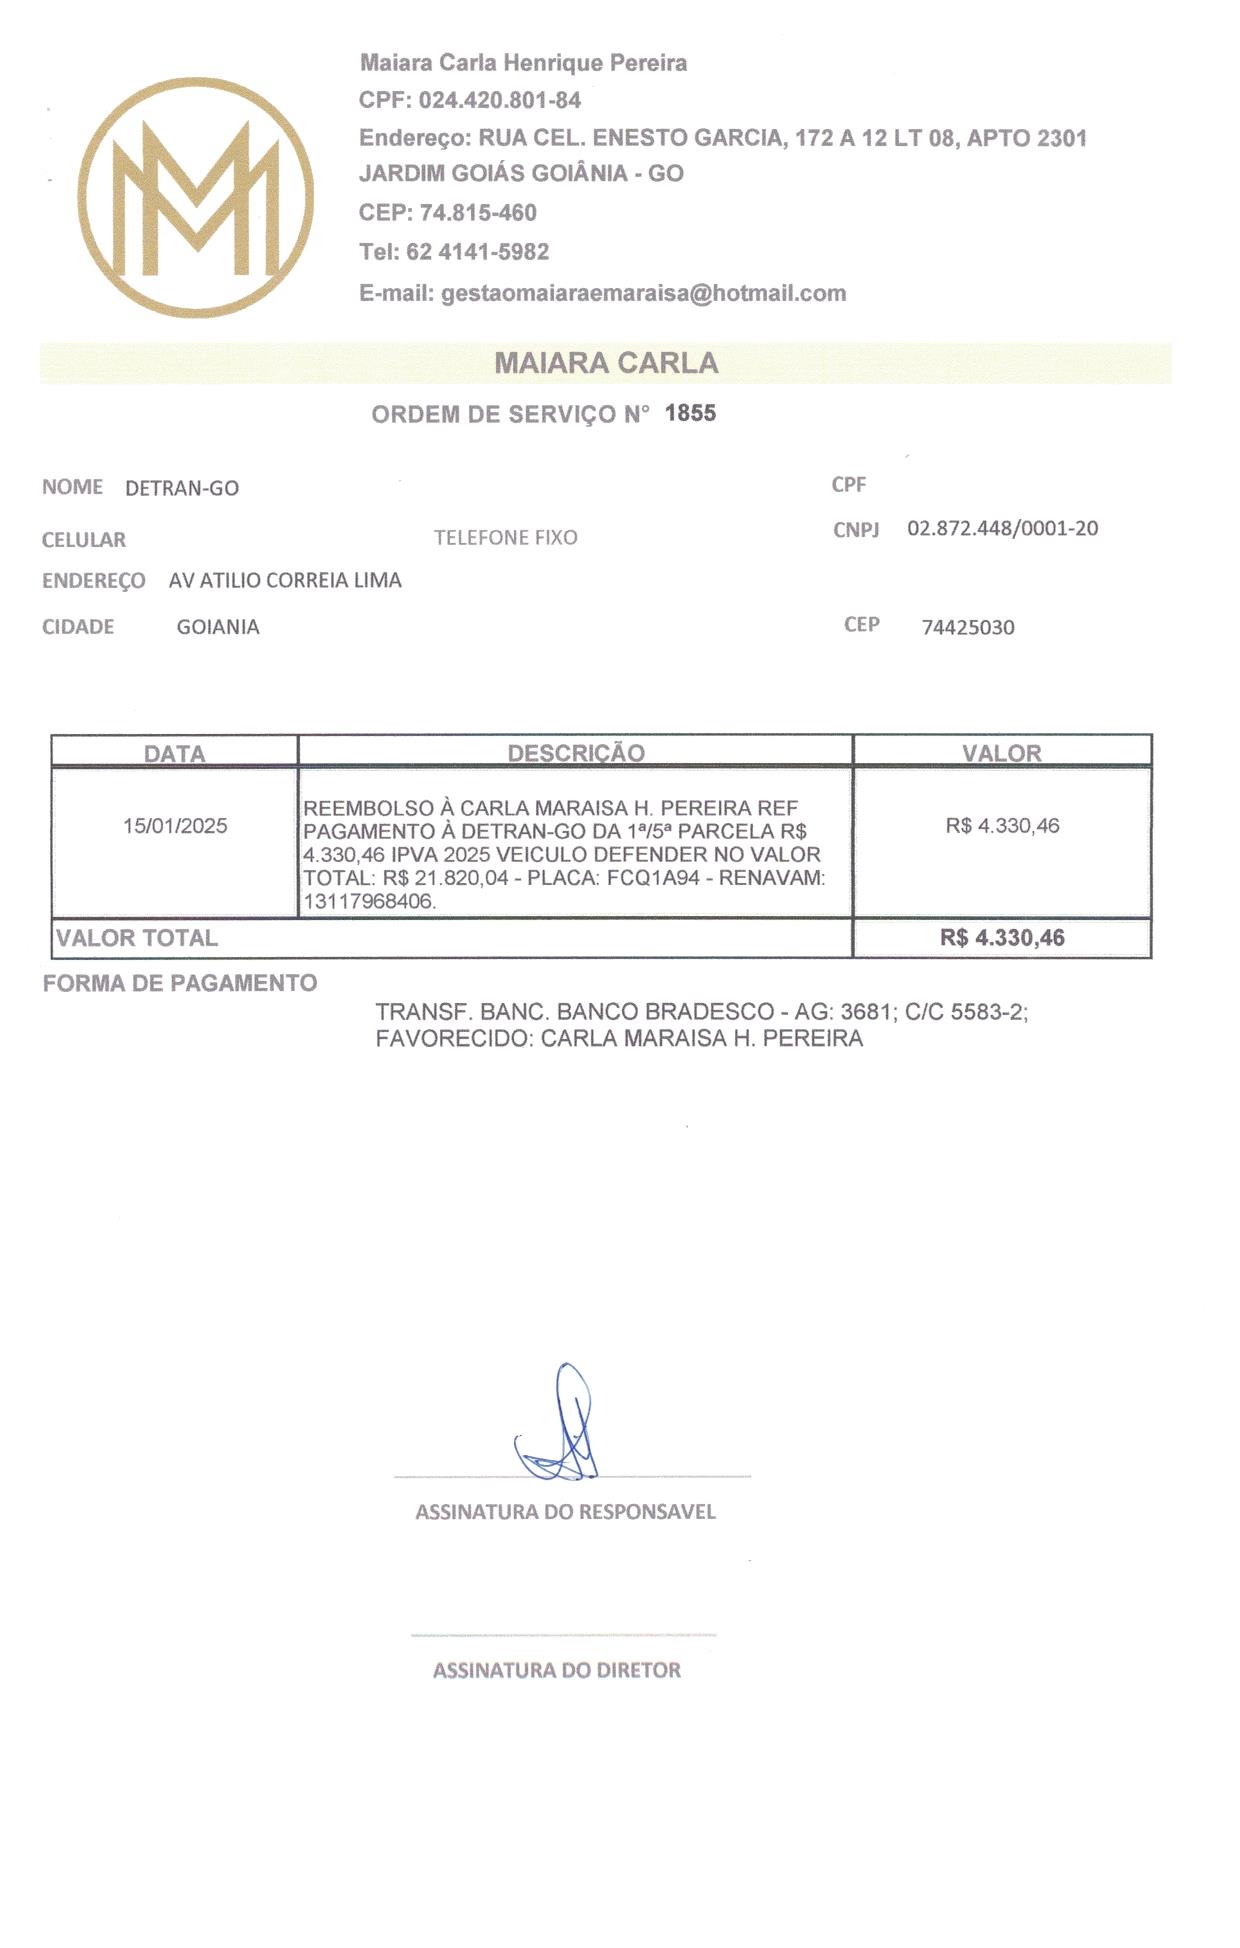 Maiara Carla Henrique Pereira
CPF: 024.420.801-84
Endereço: RUA CEL. ENESTO GARCIA, 172 A 12 LT 08, APTO 2301
JARDIM GOIÁS GOIÂNIA - GO
CEP: 74.815-460
Tel: 62 4141-5982
E-mail: gestaomaiaraemaraisa@hotmail.com
MAIARA CARLA
ORDEM DE SERVIÇO N° 1855
NOME DETRAN-GO CPF
CELULAR TELEFONE FIXO CNPJ 02.872.448/0001-20
ENDEREÇO AV ATILIO CORREIA LIMA
CIDADE GOIANIA CEP 74425030
DATA DESCRIÇÃO VALOR
REEMBOLSO À CARLA MARAISA H. PEREIRA REF
15/01/2025 PAGAMENTO À DETRAN-GO DA 1ª/5ª PARCELA R$ R$ 4.330,46
4.330,46 IPVA 2025 VEICULO DEFENDER NO VALOR
TOTAL: R$ 21.820,04 - PLACA: FCQ1A94 - RENAVAM:
13117968406.
VALOR TOTAL R$ 4.330,46
FORMA DE PAGAMENTO
TRANSF. BANC. BANCO BRADESCO - AG: 3681; C/C 5583-2;
FAVORECIDO: CARLA MARAISA H. PEREIRA
ASSINATURA DO RESPONSAVEL
ASSINATURA DO DIRETOR